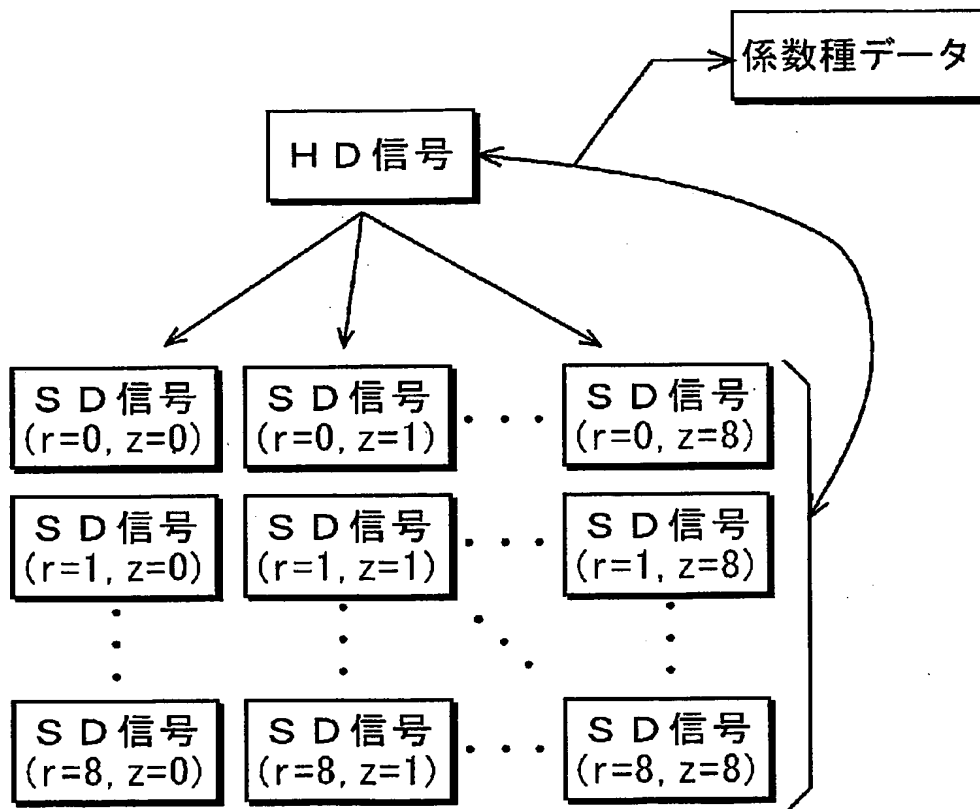 係数種データ
HD信号
SD信号 SD信号 ・・・ SD信号
(r=0, z=0) (r=0, z=1) (r=0, z=8)
SD信号 SD信号 ・・・ SD信号
(r=1, z=0) (r=1, z=1) (r=1, z=8)
SD信号 SD信号 ・・・ SD信号
(r=8, z=0) (r=8, z=1) (r=8, z=8)